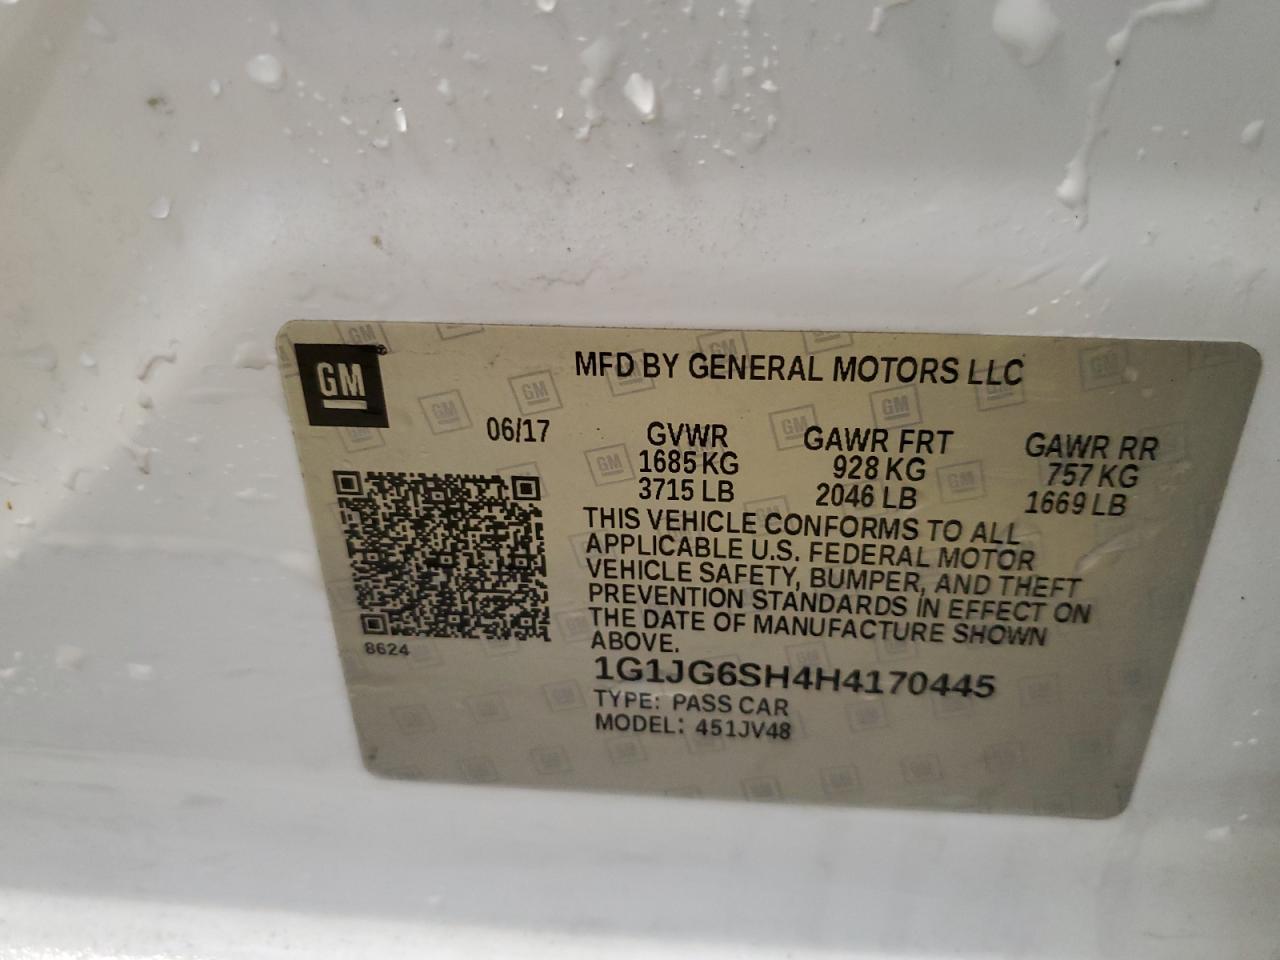 GM
MFD BY GENERAL MOTORS LLC
06/17
GVWR GAWR FRT GAWR RR
1685 KG 928 KG 757 KG
3715 LB 2046 LB 1669 LB
THIS VEHICLE CONFORMS TO ALL
APPLICABLE U.S. FEDERAL MOTOR
VEHICLE SAFETY, BUMPER, AND THEFT
PREVENTION STANDARDS IN EFFECT ON
THE DATE OF MANUFACTURE SHOWN
ABOVE.
8624
1G1JG6SH4H4170445
TYPE: PASS CAR
MODEL: 451JV48